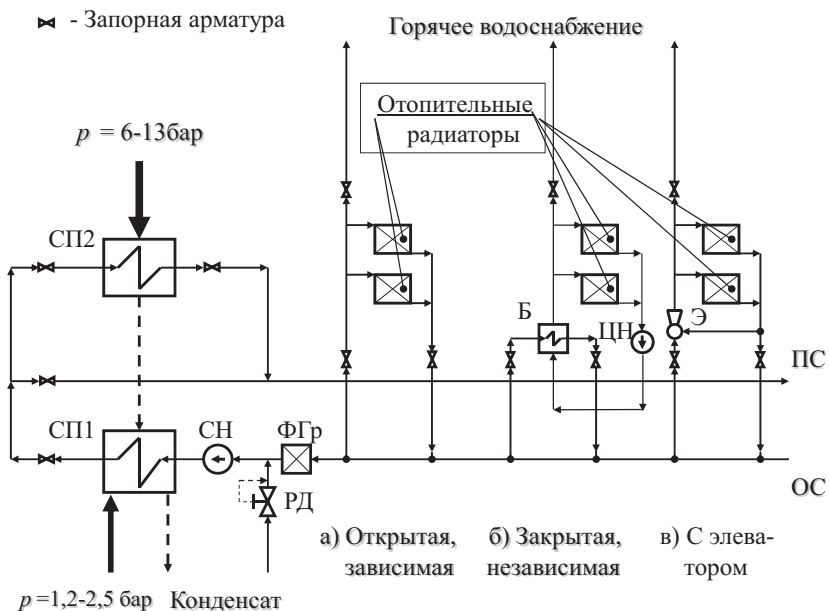 - Запорная арматура
Горячее водоснабжение
Отопительные
радиаторы
p = 6-13бар
СП2
Б
ЦН
Э
ПС
СП1
СН
ФГр
ОС
РД
а) Открытая,
зависимая
б) Закрытая,
независимая
в) С элева-
тором
p=1,2-2,5 бар
Конденсат